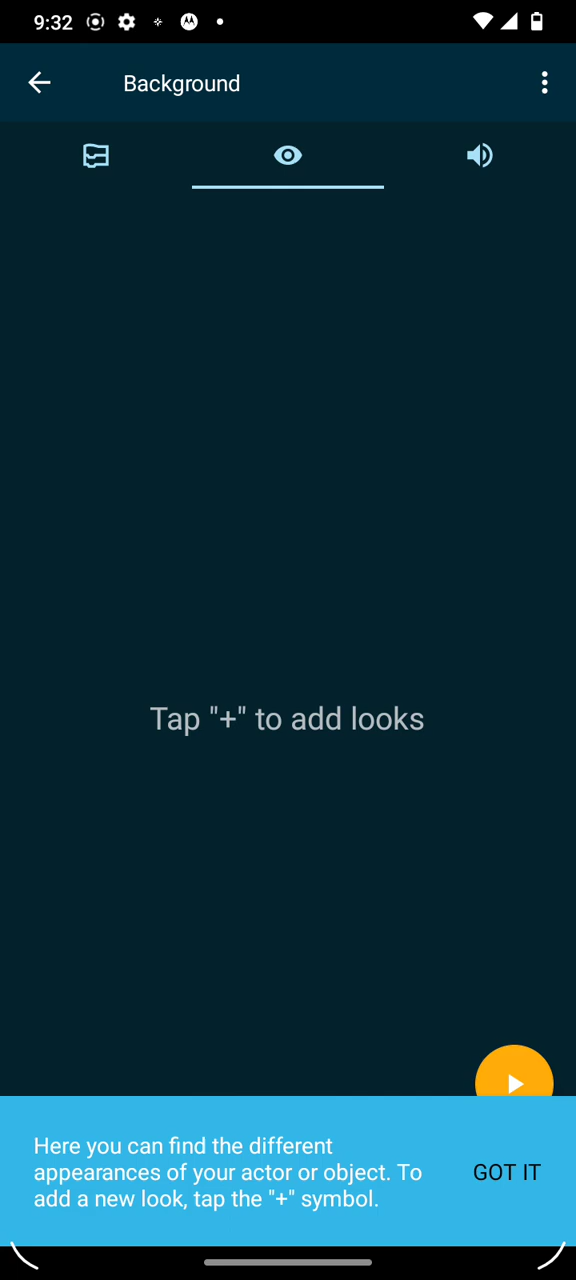 9:32
Background
Tap "+" to add looks
Here you can find the different
appearances of your actor or object. To
add a new look, tap the "+" symbol.
GOT IT